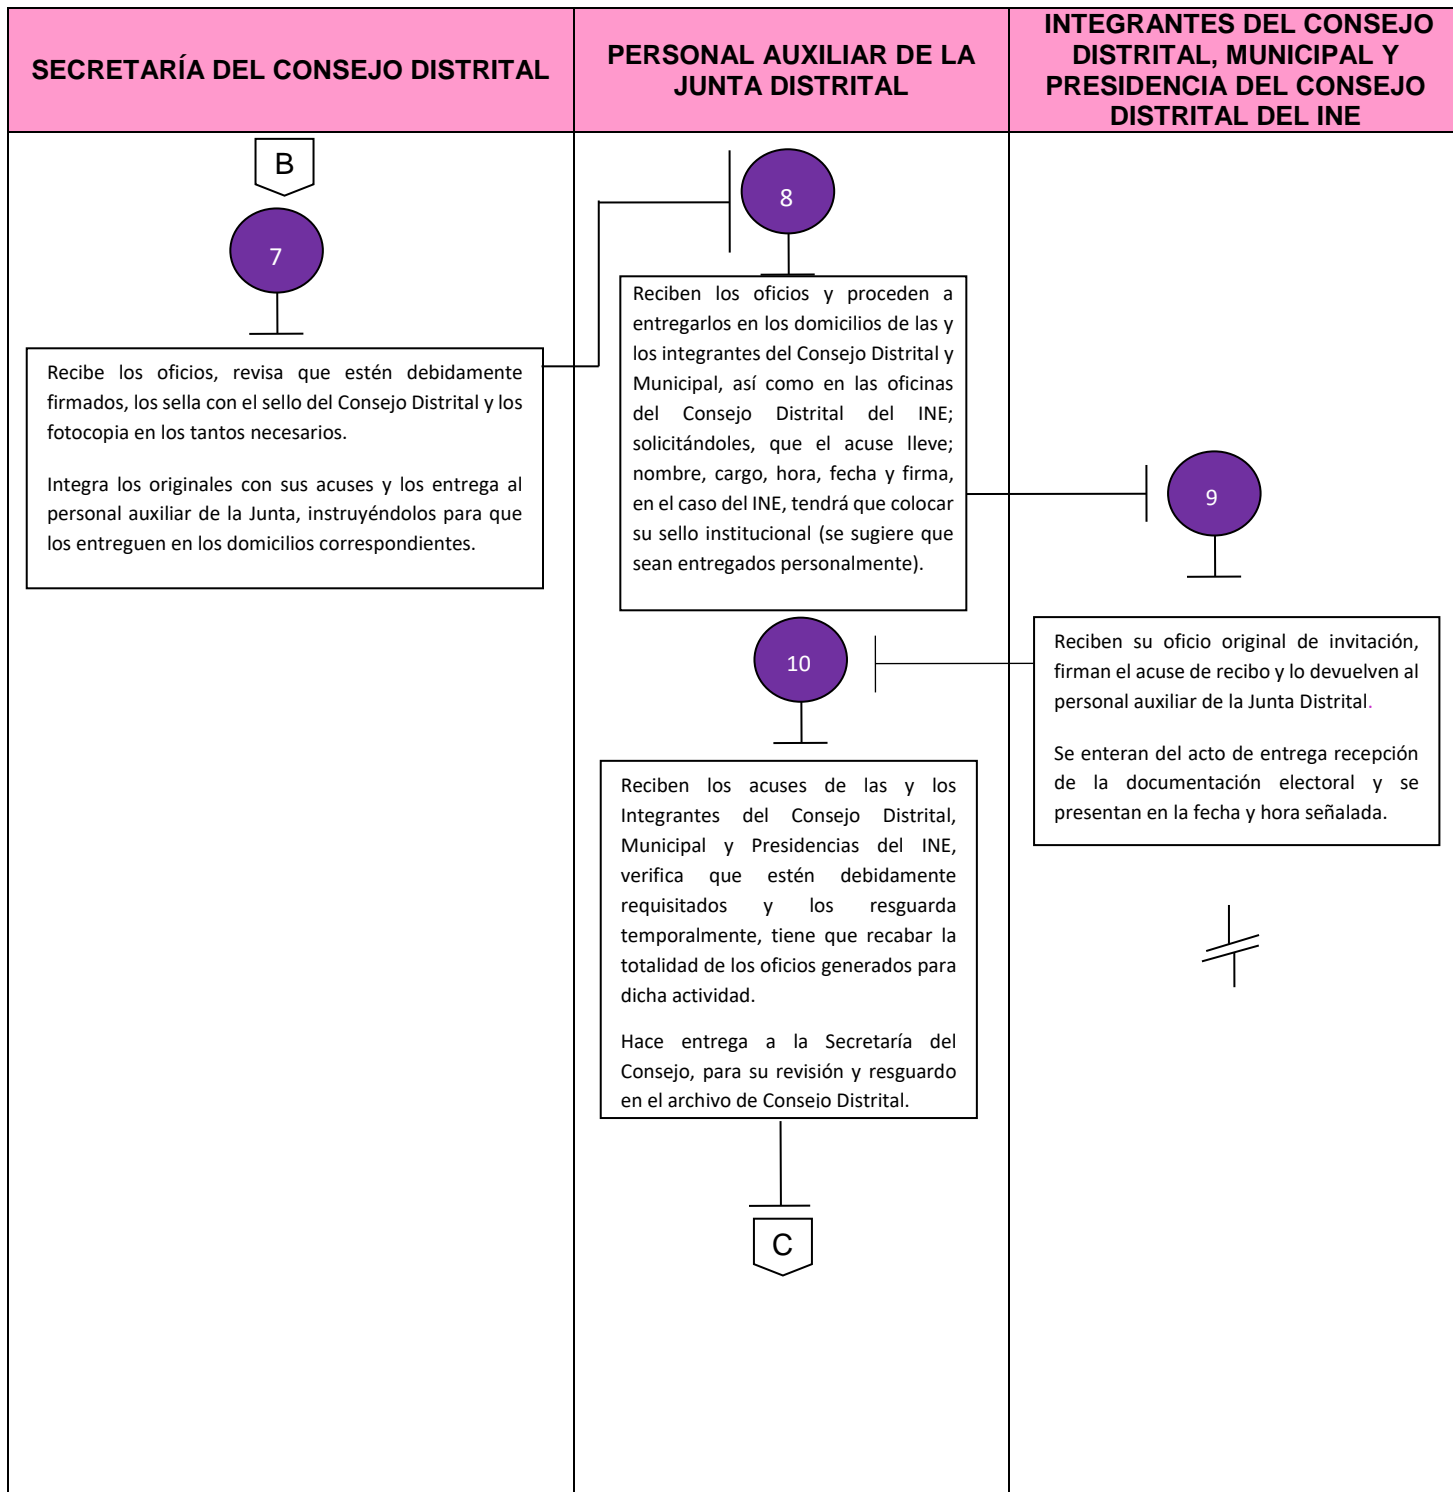 SECRETARÍA DEL CONSEJO DISTRITAL
PERSONAL AUXILIAR DE LA
JUNTA DISTRITAL
INTEGRANTES DEL CONSEJO
DISTRITAL, MUNICIPAL Y
PRESIDENCIA DEL CONSEJO
DISTRITAL DEL INE
B
7
Recibe los oficios, revisa que estén debidamente
firmados, los sella con el sello del Consejo Distrital y los
fotocopia en los tantos necesarios.
Integra los originales con sus acuses y los entrega al
personal auxiliar de la Junta, instruyéndolos para que
los entreguen en los domicilios correspondientes.
8
Reciben los oficios y proceden a
entregarlos en los domicilios de las y
los integrantes del Consejo Distrital y
Municipal, así como en las oficinas
del Consejo Distrital del INE;
solicitándoles, que el acuse lleve;
nombre, cargo, hora, fecha y firma,
en el caso del INE, tendrá que colocar
su sello institucional (se sugiere que
sean entregados personalmente).
9
Reciben su oficio original de invitación,
firman el acuse de recibo y lo devuelven al
personal auxiliar de la Junta Distrital.
Se enteran del acto de entrega recepción
de la documentación electoral y se
presentan en la fecha y hora señalada.
10
Reciben los acuses de las y los
Integrantes del Consejo Distrital,
Municipal y Presidencias del INE,
verifica que estén debidamente
requisitados y los resguarda
temporalmente, tiene que recabar la
totalidad de los oficios generados para
dicha actividad.
Hace entrega a la Secretaría del
Consejo, para su revisión y resguardo
en el archivo de Consejo Distrital.
C